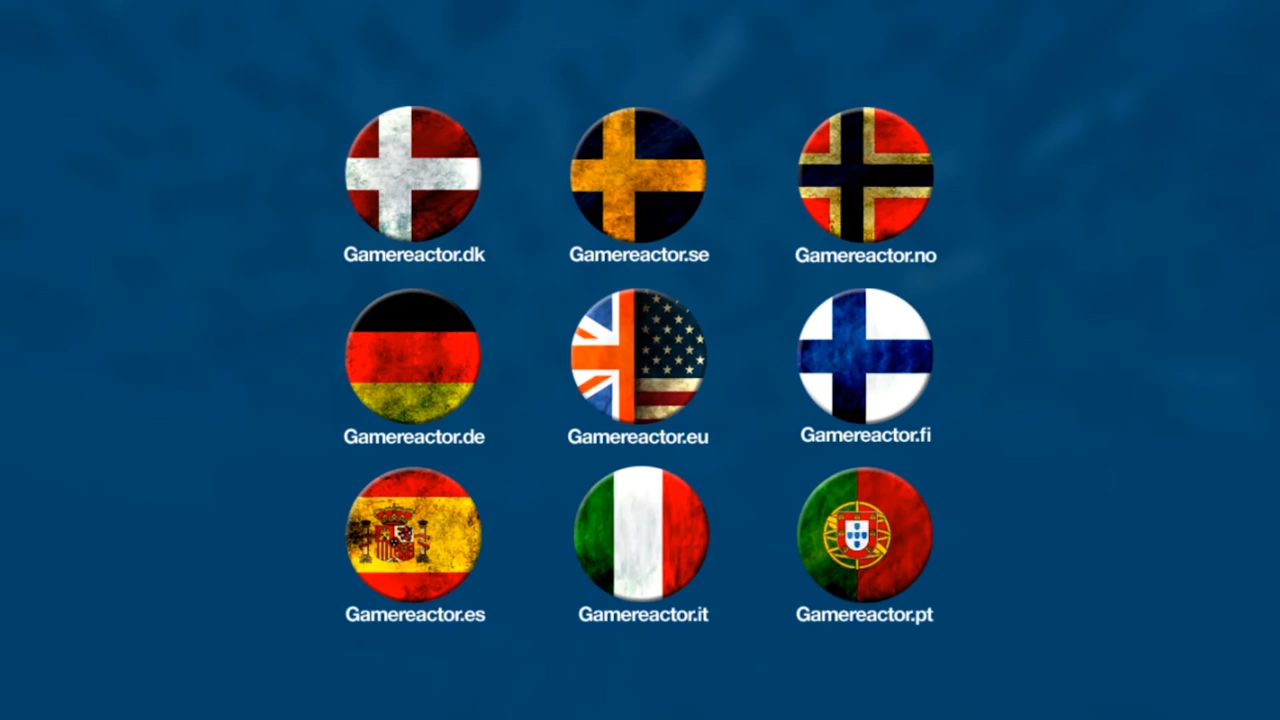 Gamereactor.dk
Gamereactor.se
Gamereactor.no
Gamereactor.de
Gamereactor.eu
Gamereactor.fi
Gamereactor.es
Gamereactor.it
Gamereactor.pt